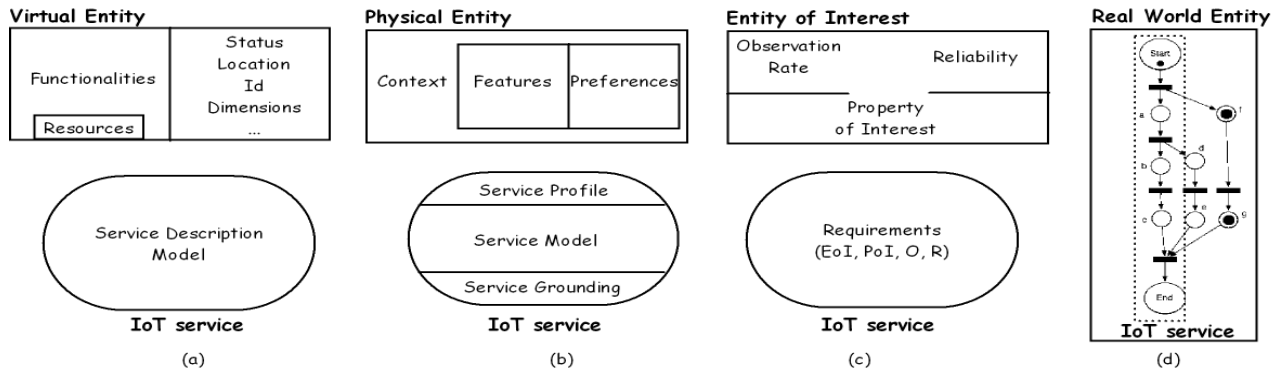 Virtual Entity
Functionalities
Resources
Status
Location
Id
Dimensions
...
Service Description
Model
IoT service
(a)
Physical Entity
Context
Features
Preferences
Service Profile
Service Model
Service Grounding
IoT service
(b)
Entity of Interest
Observation
Rate
Reliability
Property
of Interest
Requirements
(EoI, PoI, O, R)
IoT service
(c)
Real World Entity
Start
a
f
b
d
c
e
g
End
IoT service
(d)